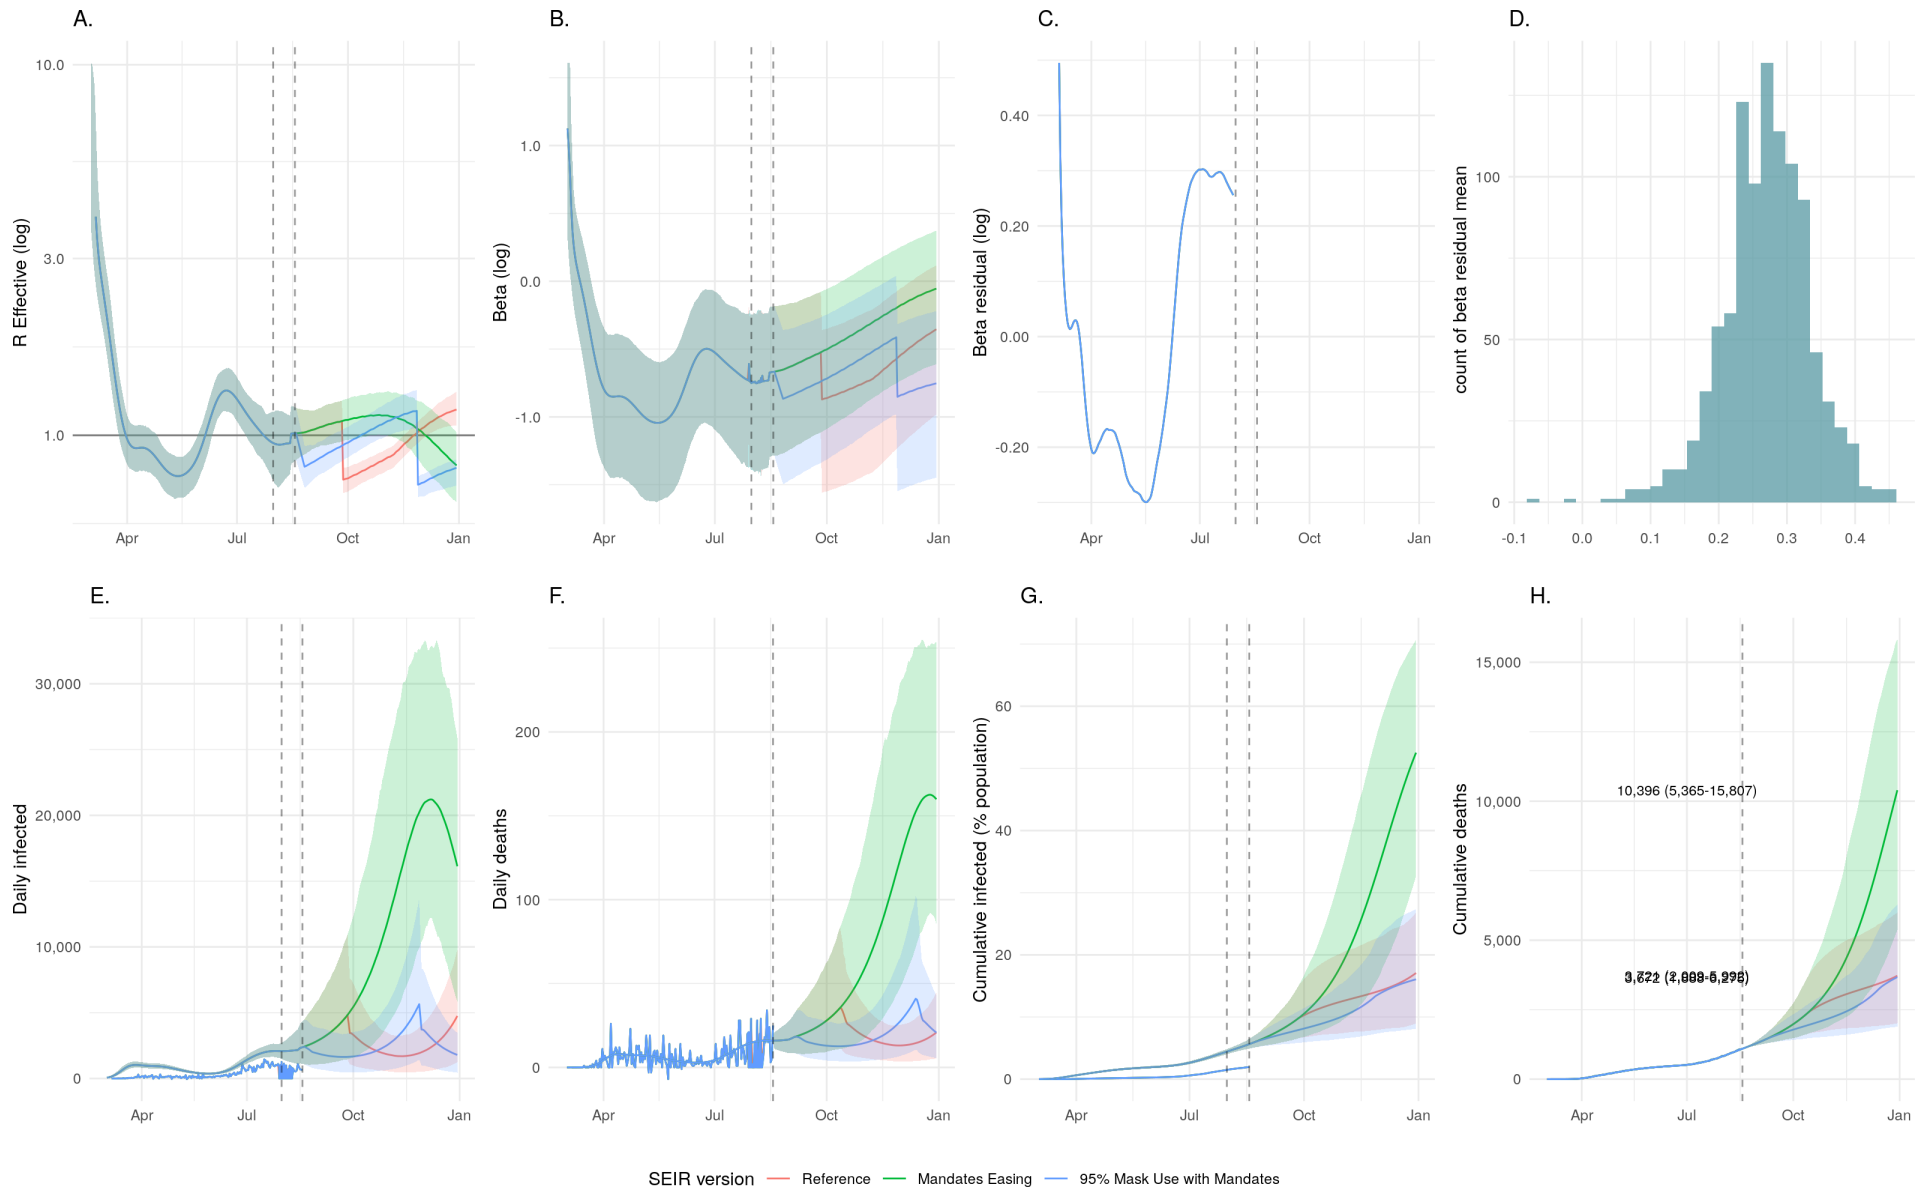 A.
B.
C.
D.
R Effective (log)
10.0
3.0
1.0
Apr
Jul
Oct
Jan
Beta (log)
1.0
0.0
-1.0
Apr
Jul
Oct
Jan
Beta residual (log)
0.40
0.20
0.00
-0.20
Apr
Jul
Oct
Jan
count of beta residual mean
100
50
0
-0.1
0.0
0.1
0.2
0.3
0.4
E.
F.
G.
H.
Daily infected
30,000
20,000
10,000
0
Apr
Jul
Oct
Jan
Daily deaths
200
100
0
Apr
Jul
Oct
Jan
Cumulative infected (% population)
60
40
20
0
Apr
Jul
Oct
Jan
Cumulative deaths
15,000
10,000
5,000
0
10,396 (5,365-15,807)
Apr
Jul
Oct
Jan
SEIR version
Reference
Mandates Easing
95% Mask Use with Mandates